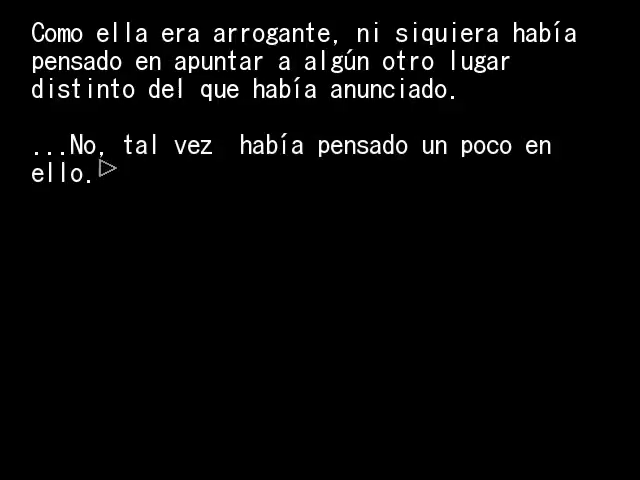 Como ella era arrogante, ni siquiera había
pensado en apuntar a algún otro lugar
distinto del que había anunciado.
...No, tal vez  había pensado un poco en
ello.